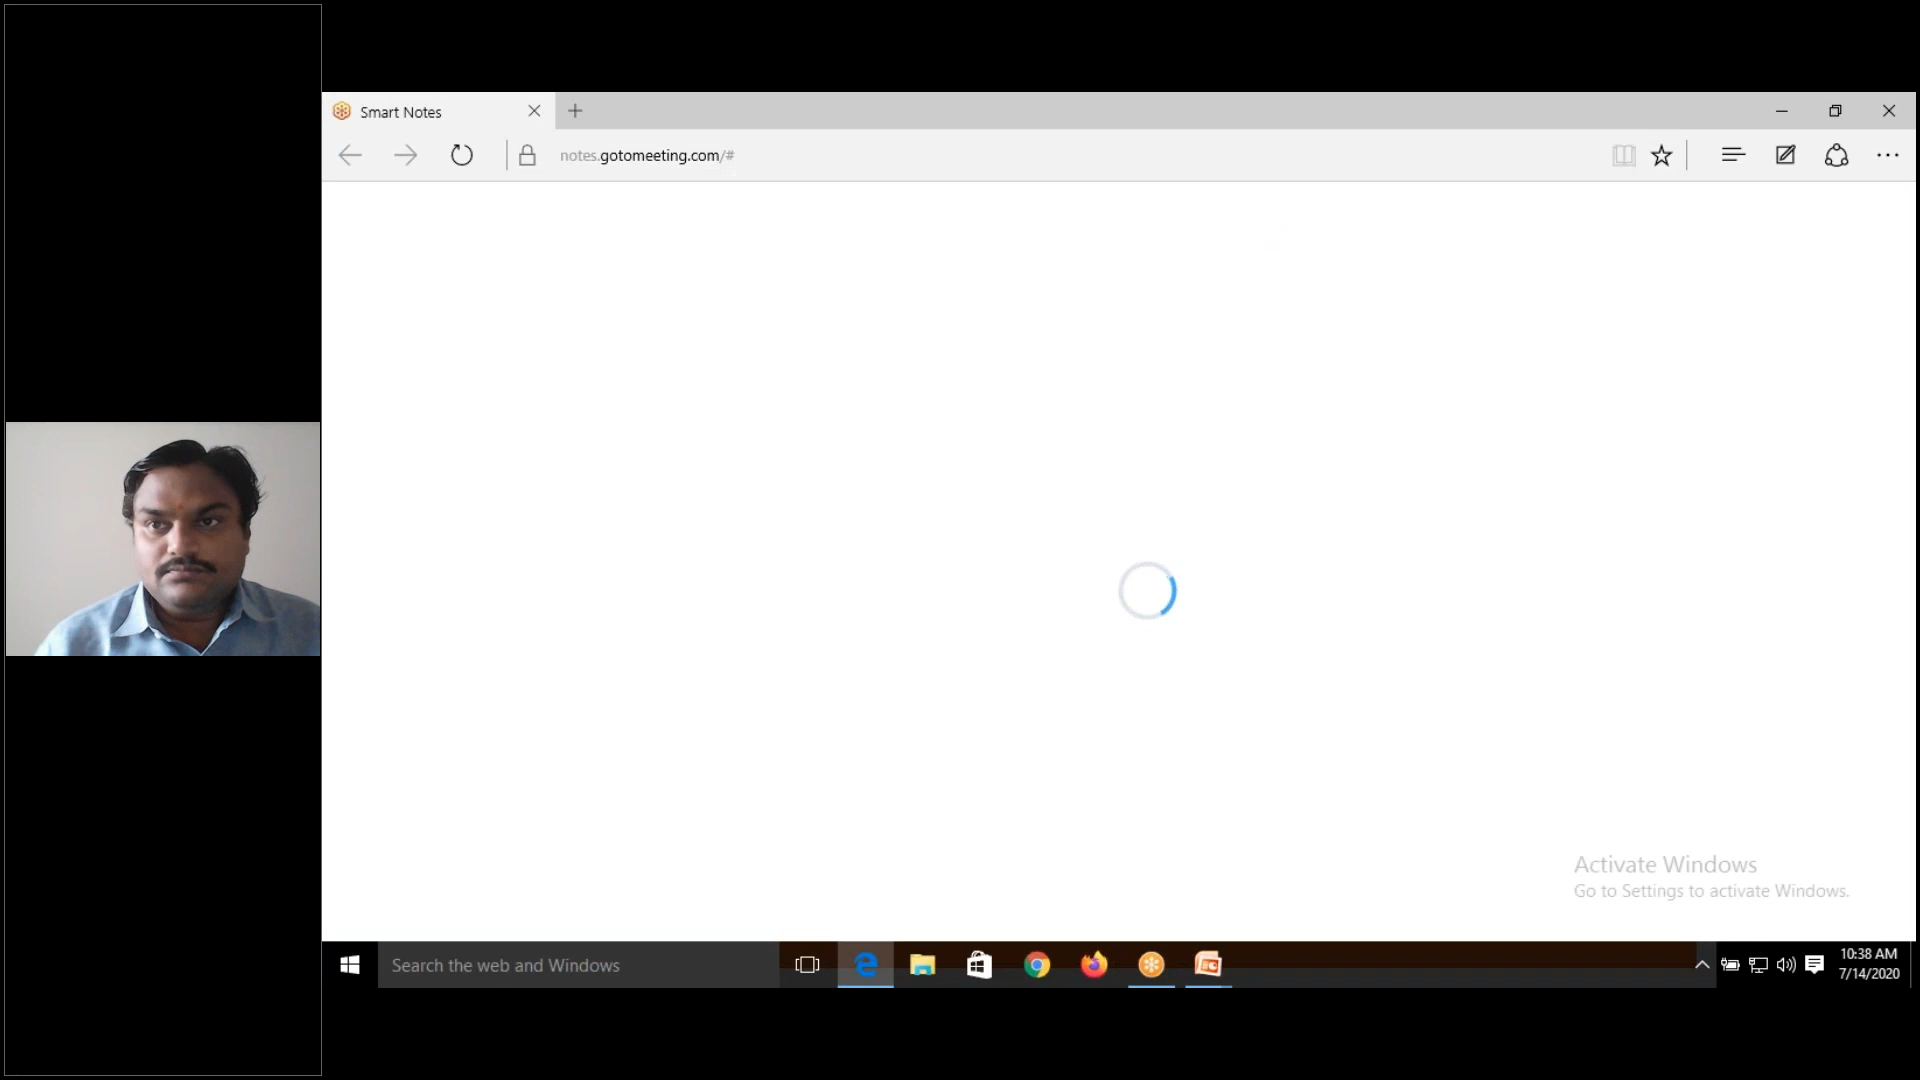 Smart Notes
notes.gotomeeting.com/#
Activate Windows
Go to Settings to activate Windows.
Search the web and Windows
10:38 AM
7/14/2020